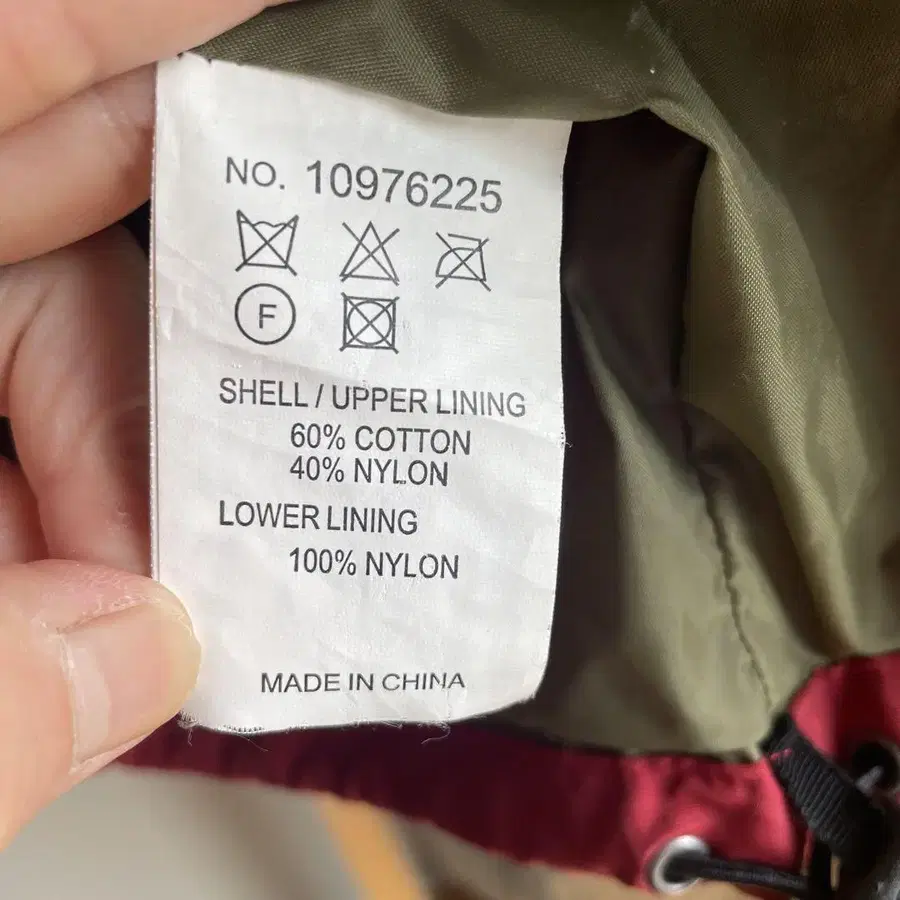 NO. 10976225
F
SHELL / UPPER LINING
60% COTTON
40% NYLON
LOWER LINING
100% NYLON
MADE IN CHINA